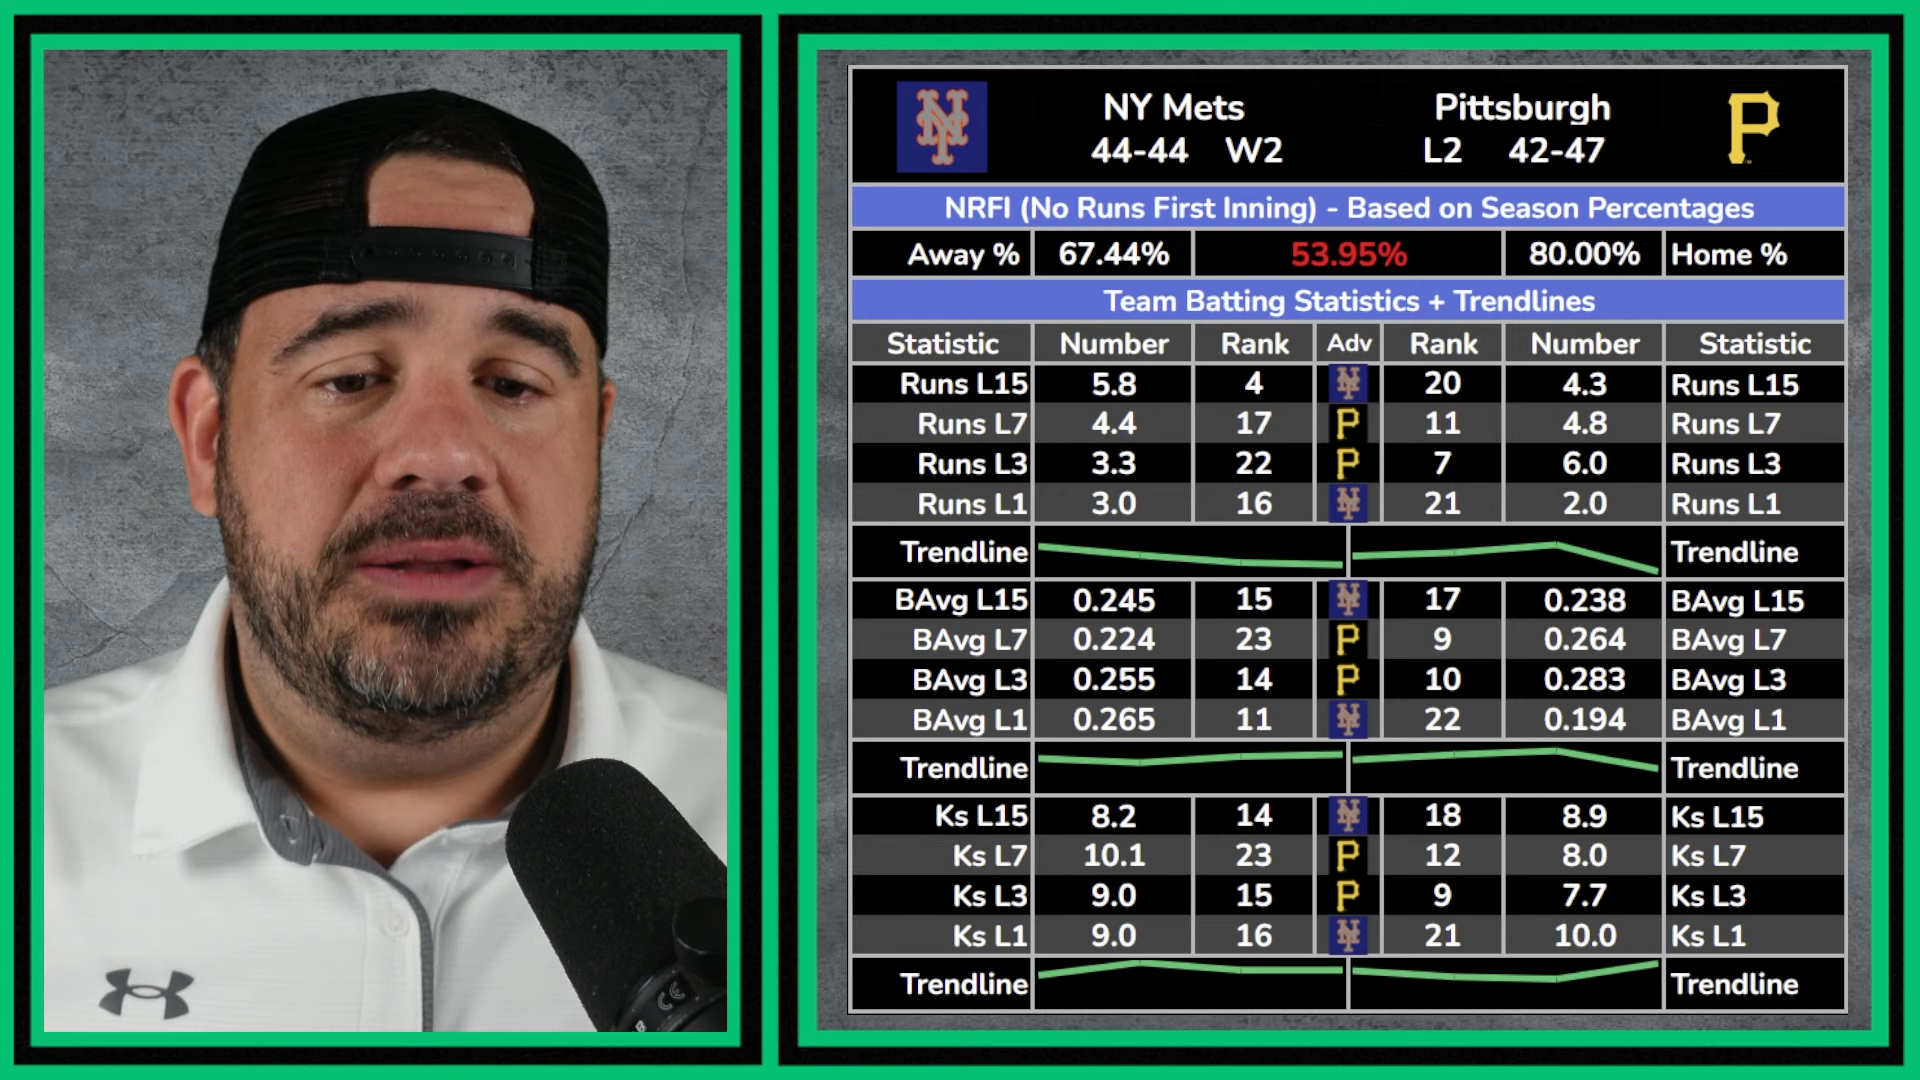 NY Mets Pittsburgh
44-44 W2 L2 42-47
NRFI (No Runs First Inning) - Based on Season Percentages
Away % 67.44% 53.95% 80.00% Home %
Team Batting Statistics + Trendlines
Statistic Number Rank Adv Rank Number Statistic
Runs L15 5.8 4 NY 20 4.3 Runs L15
Runs L7 4.4 17 P 11 4.8 Runs L7
Runs L3 3.3 22 P 7 6.0 Runs L3
Runs L1 3.0 16 NY 21 2.0 Runs L1
Trendline Trendline
BAvg L15 0.245 15 NY 17 0.238 BAvg L15
BAvg L7 0.224 23 P 9 0.264 BAvg L7
BAvg L3 0.255 14 P 10 0.283 BAvg L3
BAvg L1 0.265 11 NY 22 0.194 BAvg L1
Trendline Trendline
Ks L15 8.2 14 NY 18 8.9 Ks L15
Ks L7 10.1 23 P 12 8.0 Ks L7
Ks L3 9.0 15 P 9 7.7 Ks L3
Ks L1 9.0 16 NY 21 10.0 Ks L1
Trendline Trendline
NY
P
CE